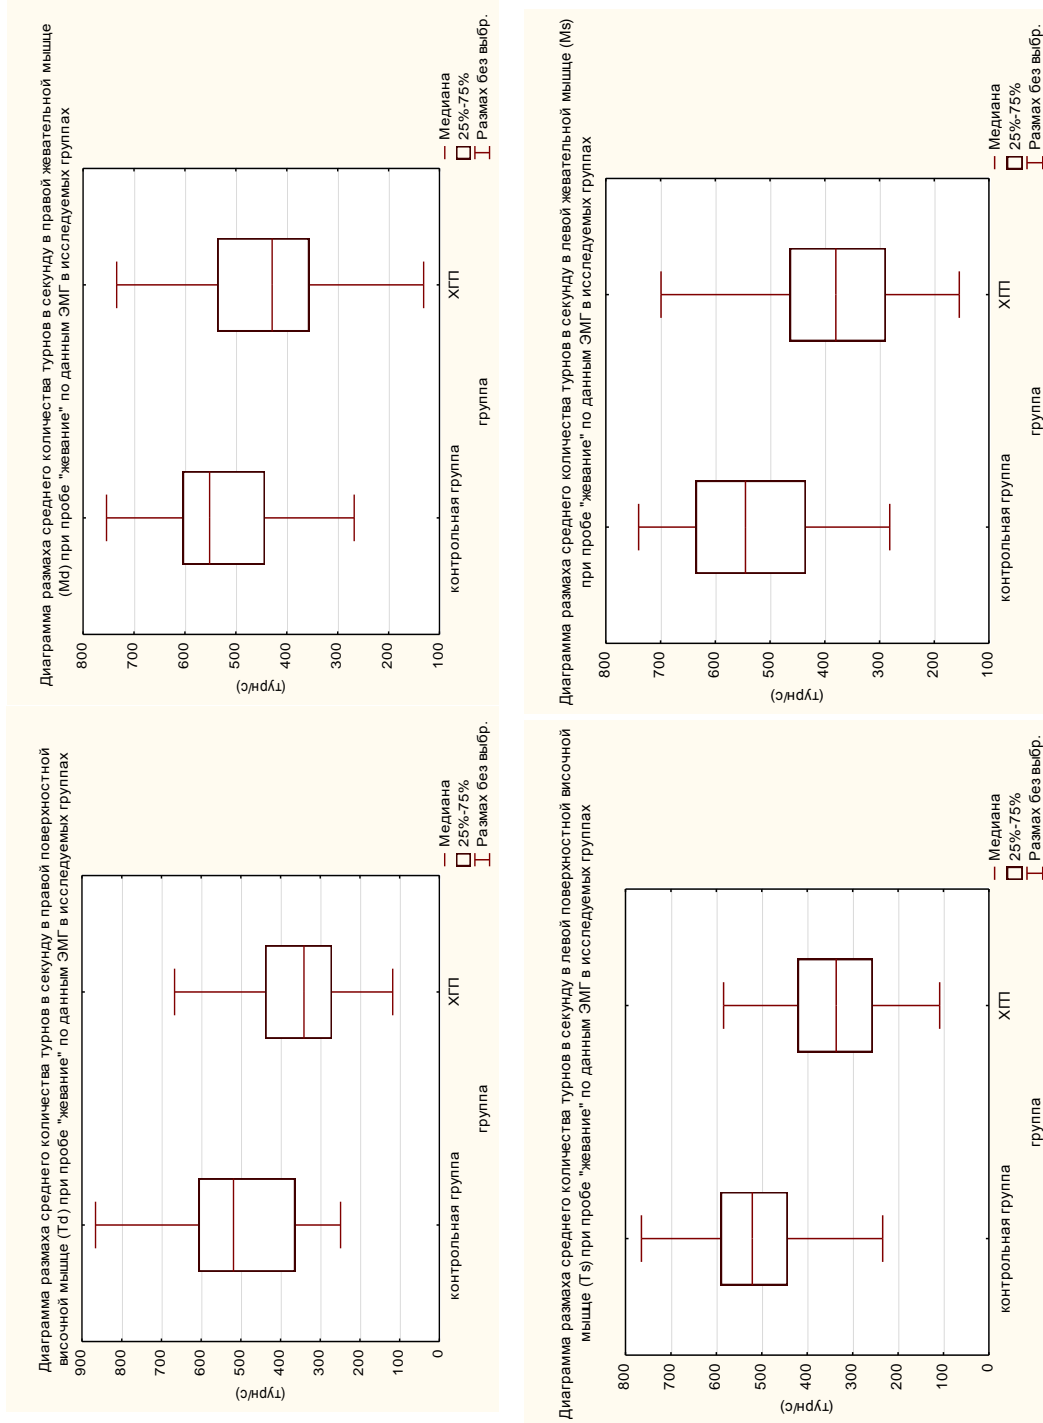 Диаграмма размаха среднего количества турнов в секунду в правой поверхностной
височной мышце (Td) при пробе "жевание" по данным ЭМГ в исследуемых группах
900
800
700
600
500
400
300
200
100
0
(турн/с)
контрольная группа
ХГП
группа
Медиана
25%-75%
Размах без выбр.
Диаграмма размаха среднего количества турнов в секунду в правой жевательной мышце
(Md) при пробе "жевание" по данным ЭМГ в исследуемых группах
800
700
600
500
400
300
200
100
(турн/с)
контрольная группа
ХГП
группа
Медиана
25%-75%
Размах без выбр.
Диаграмма размаха среднего количества турнов в секунду в левой поверхностной височной
мышце (Ts) при пробе "жевание" по данным ЭМГ в исследуемых группах
800
700
600
500
400
300
200
100
0
(турн/с)
контрольная группа
ХГП
группа
Медиана
25%-75%
Размах без выбр.
Диаграмма размаха среднего количества турнов в секунду в левой жевательной мышце (Ms)
при пробе "жевание" по данным ЭМГ в исследуемых группах
800
700
600
500
400
300
200
100
(турн/с)
контрольная группа
ХГП
группа
Медиана
25%-75%
Размах без выбр.